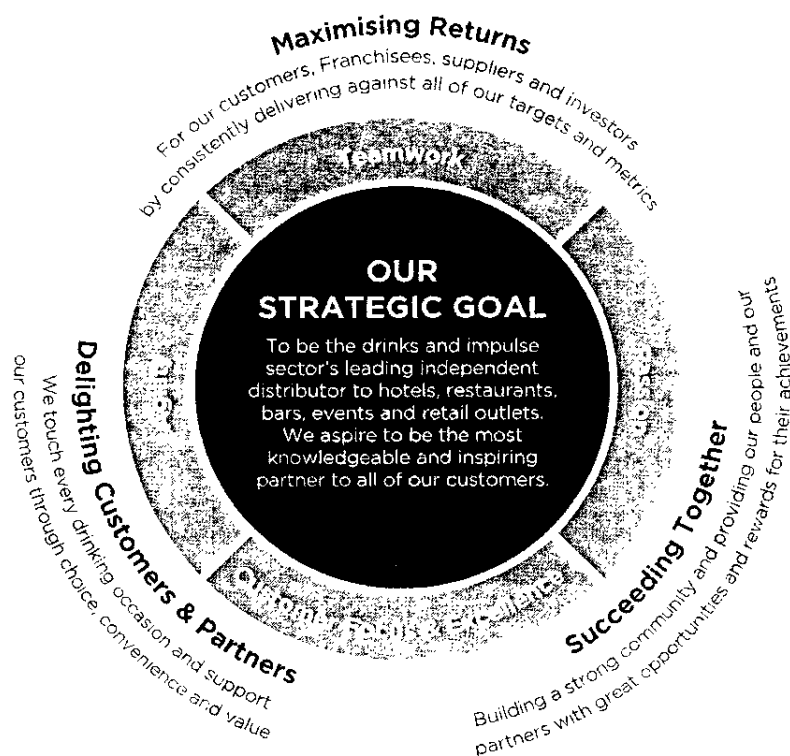 Maximising Returns
For our customers, Franchisees, suppliers and investors
by consistently delivering against all of our targets and metrics
Teamwork
OUR
STRATEGIC GOAL
To be the drinks and impulse
sector's leading independent
distributor to hotels, restaurants,
bars, events and retail outlets.
We aspire to be the most
knowledgeable and inspiring
partner to all of our customers.
Customer Focus & Excellence
Delighting Customers & Partners
We touch every drinking occasion and support
our customers through choice, convenience and value
Succeeding Together
Building a strong community and providing our people and our
partners with great opportunities and rewards for their achievements